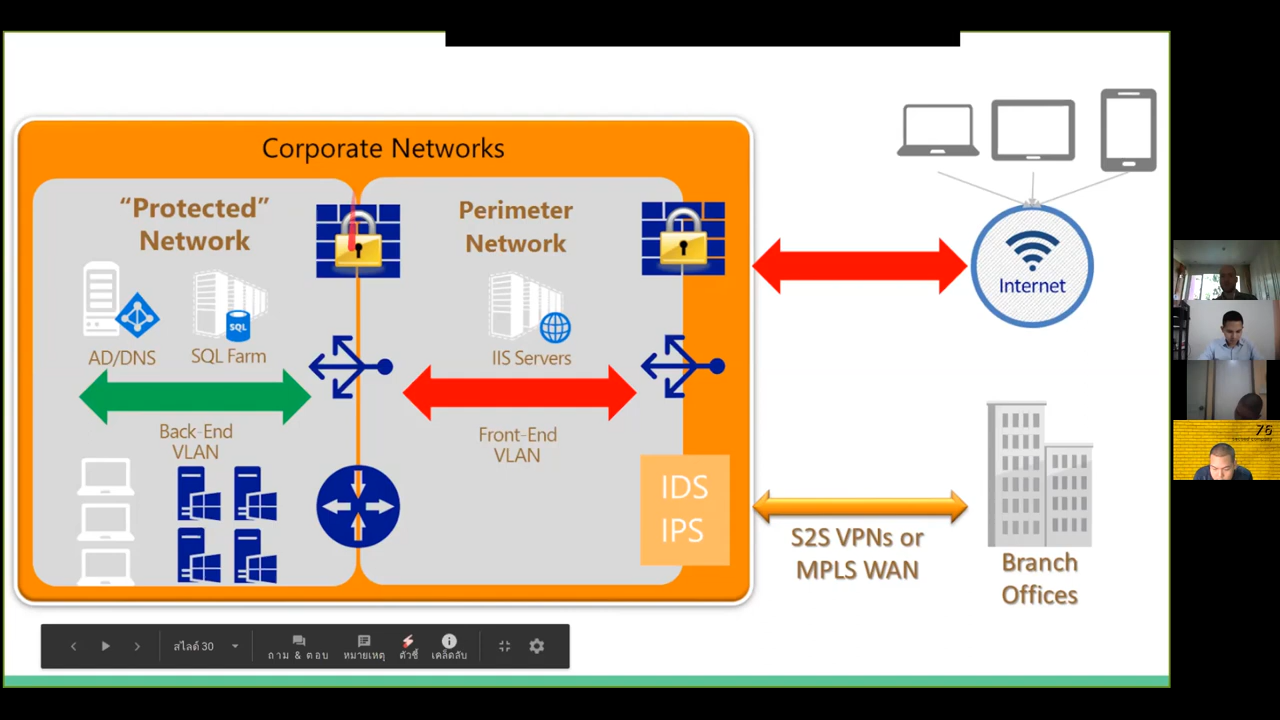 Corporate Networks
“Protected”
Network
Perimeter
Network
AD/DNS
SQL Farm
SQL
IIS Servers
Internet
Back-End
VLAN
Front-End
VLAN
IDS
IPS
S2S VPNs or
MPLS WAN
Branch
Offices
สไลด์ 30
ถาม & ตอบ
หมายเหตุ
ตัวชี้
เคล็ดลับ
75